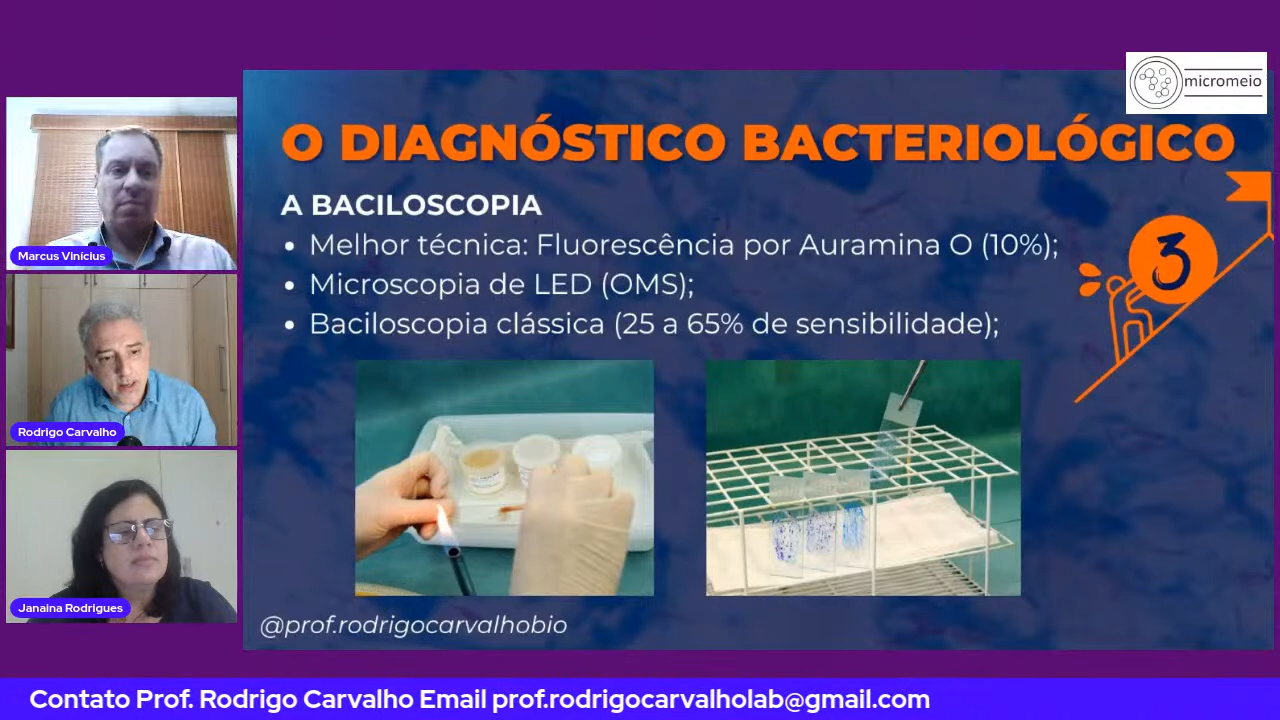 micromeio
O DIAGNÓSTICO BACTERIOLÓGICO
A BACILOSCOPIA
• Melhor técnica: Fluorescência por Auramina O (10%);
• Microscopia de LED (OMS);
• Baciloscopia clássica (25 a 65% de sensibilidade);
3
Marcus Vinícius
Rodrigo Carvalho
Janaina Rodrigues
@prof.rodrigocarvalhobio
Contato Prof. Rodrigo Carvalho Email prof.rodrigocarvalholab@gmail.com